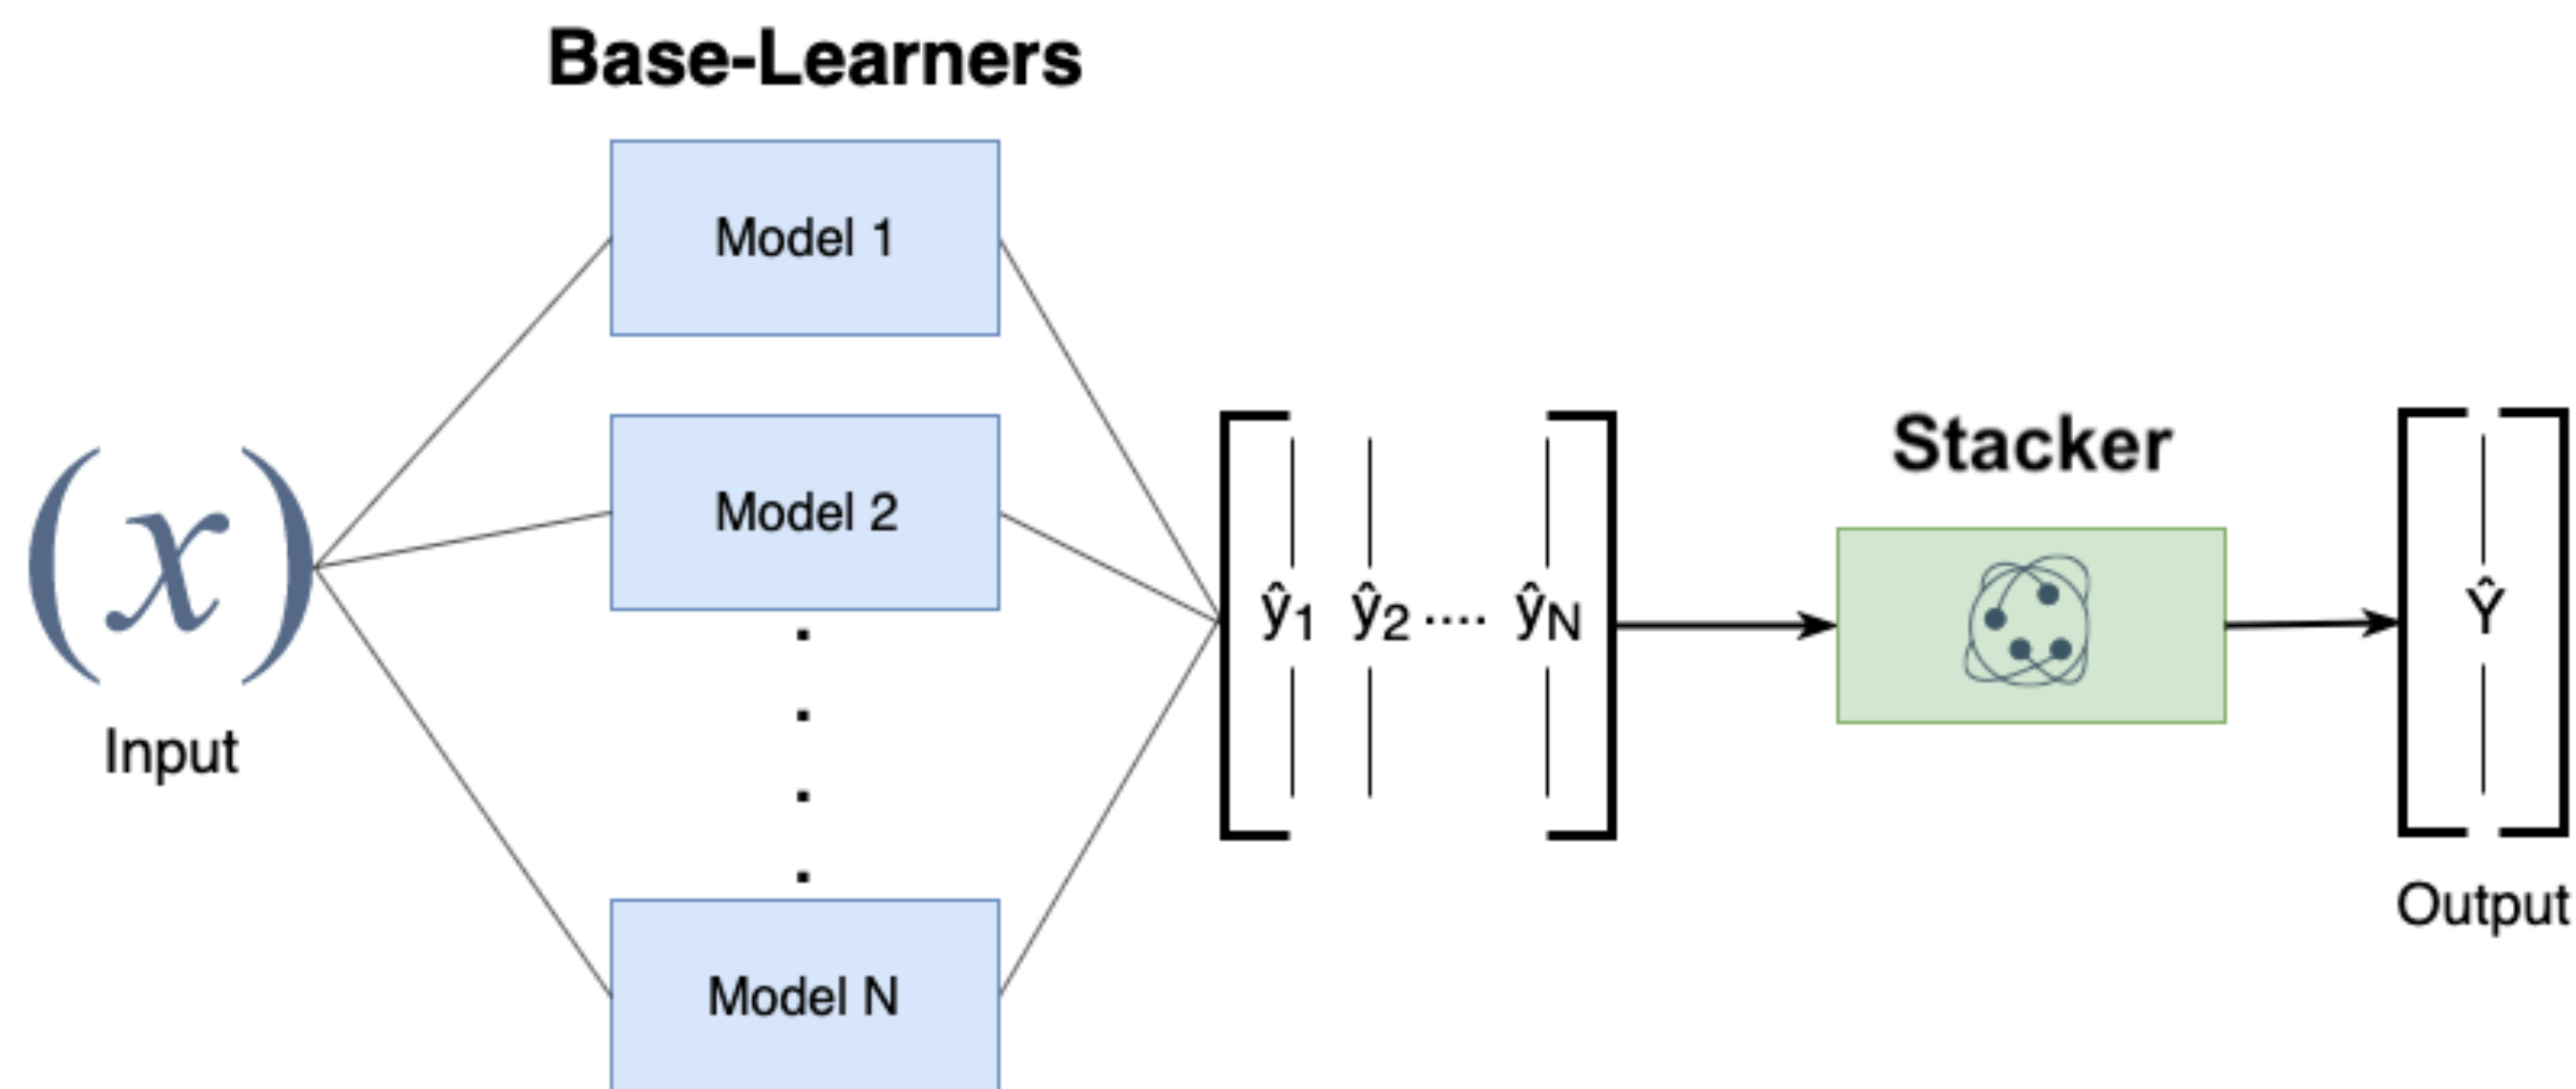 Base-Learners
Model 1
Model 2
Model N
(x)
Input
ŷ1 ŷ2 .... ŷN
Stacker
Ŷ
Output